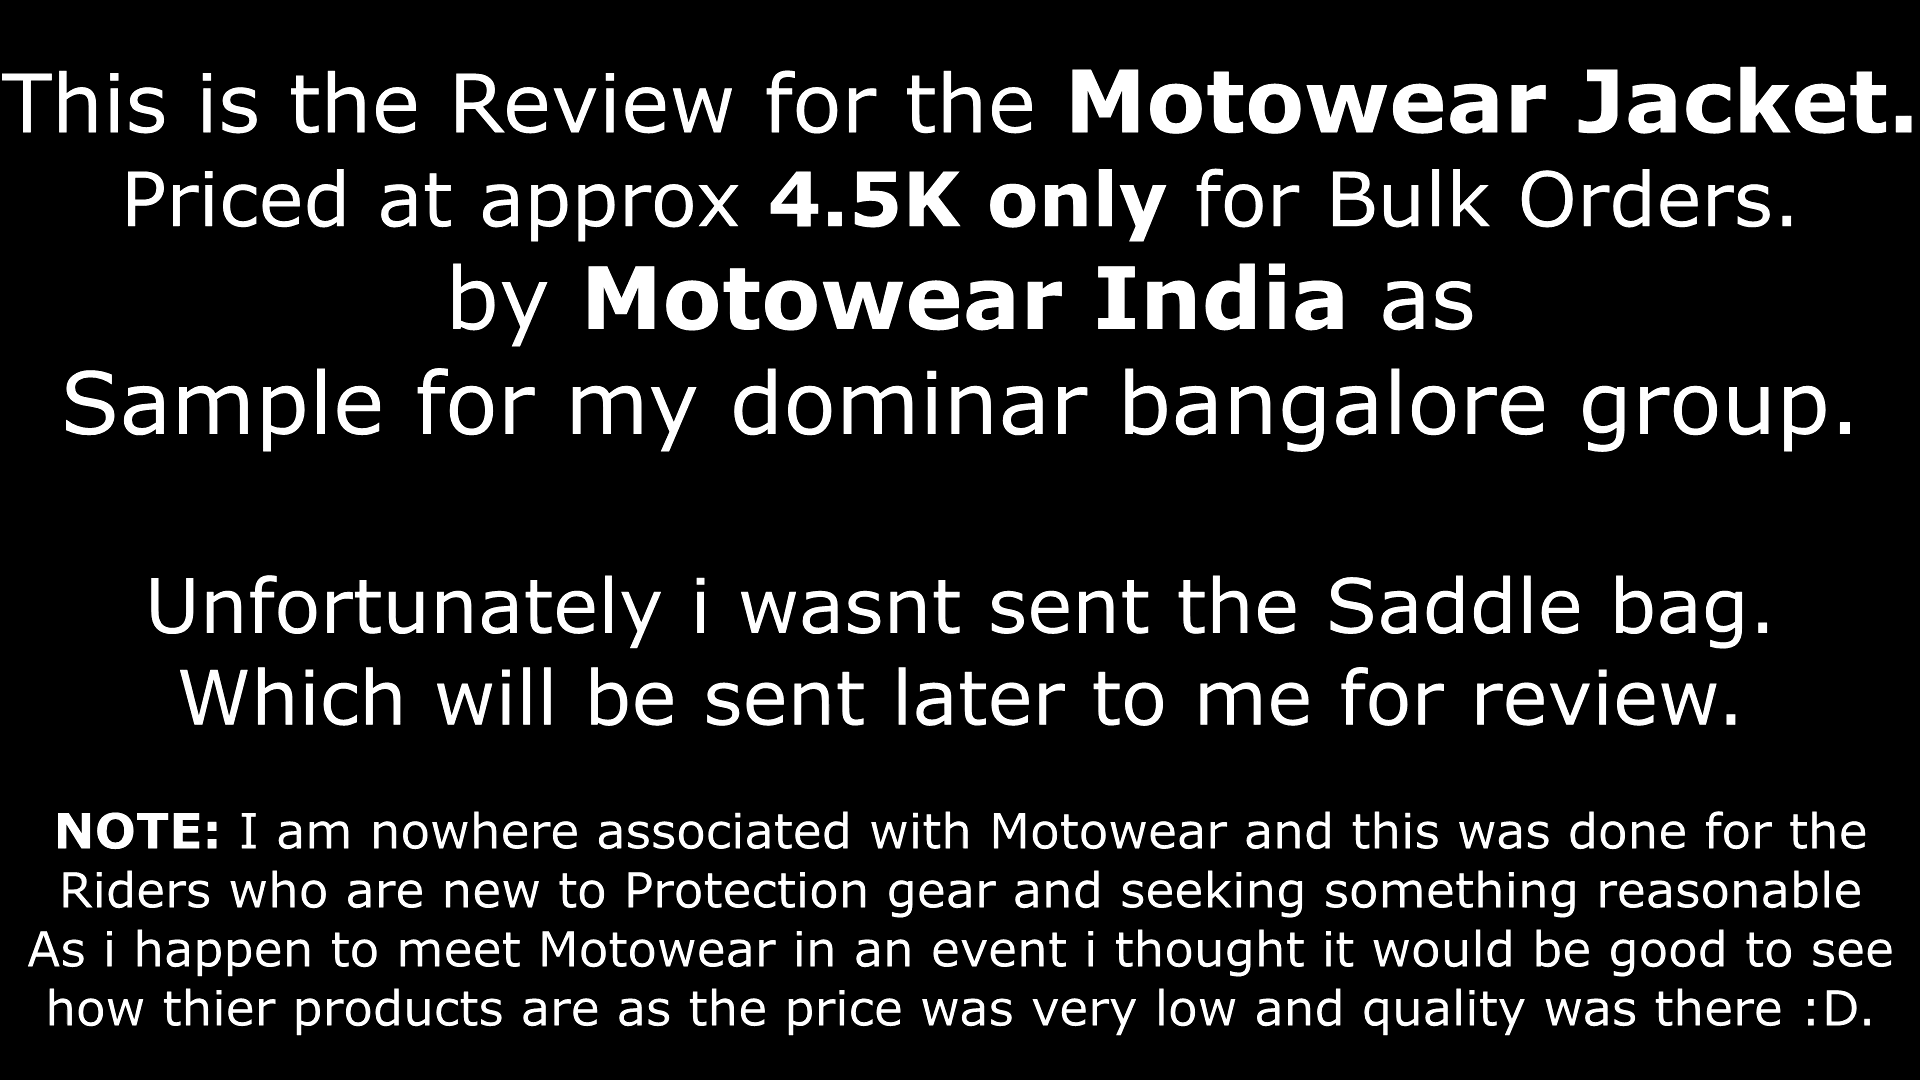 This is the Review for the Motowear Jacket.
Priced at approx 4.5K only for Bulk Orders.
by Motowear India as
Sample for my dominar bangalore group.
Unfortunately i wasnt sent the Saddle bag.
Which will be sent later to me for review.
NOTE: I am nowhere associated with Motowear and this was done for the
Riders who are new to Protection gear and seeking something reasonable
As i happen to meet Motowear in an event i thought it would be good to see
how thier products are as the price was very low and quality was there :D.